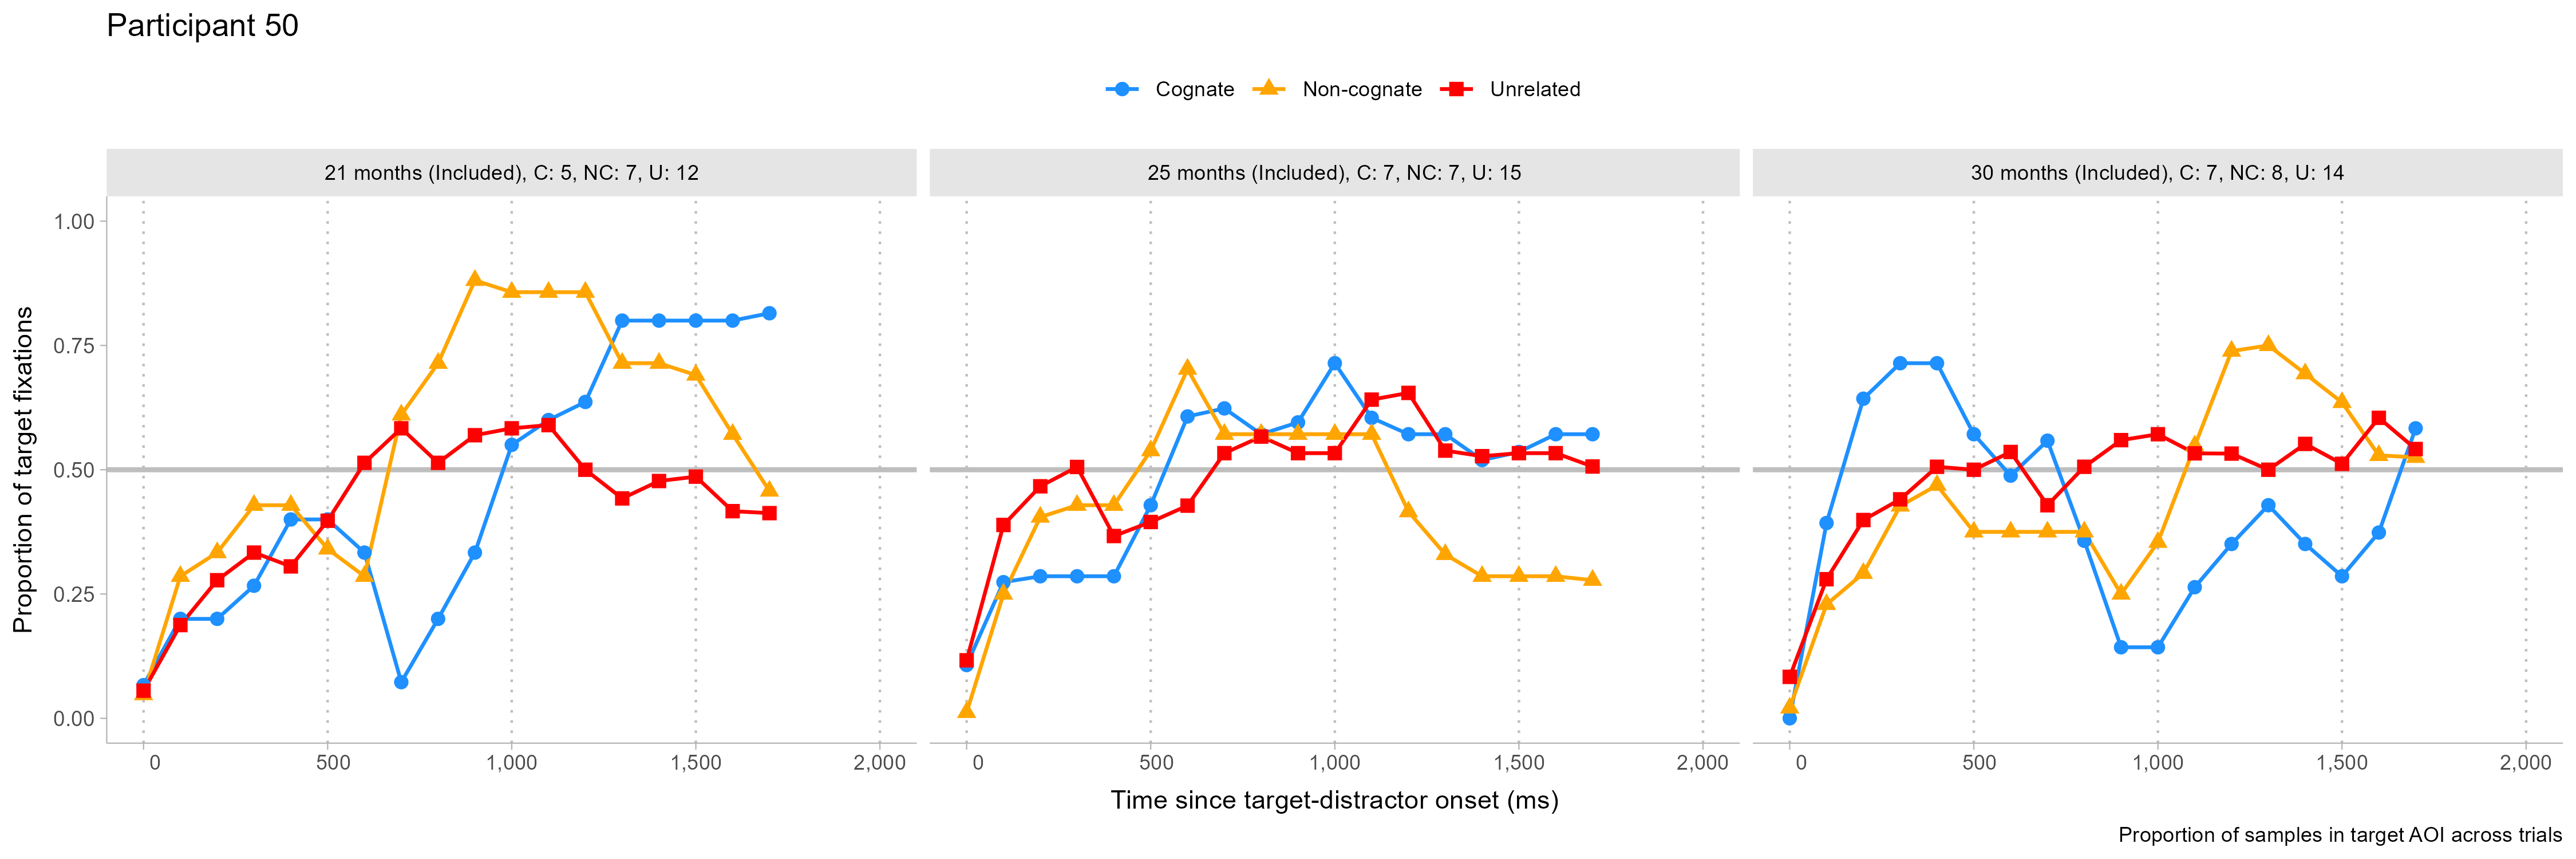 Participant 50
Cognate Non-cognate Unrelated
21 months (Included), C: 5, NC: 7, U: 12
25 months (Included), C: 7, NC: 7, U: 15
30 months (Included), C: 7, NC: 8, U: 14
Proportion of target fixations
1.00
0.75
0.50
0.25
0.00
0 500 1,000 1,500 2,000
0 500 1,000 1,500 2,000
0 500 1,000 1,500 2,000
Time since target-distractor onset (ms)
Proportion of samples in target AOI across trials